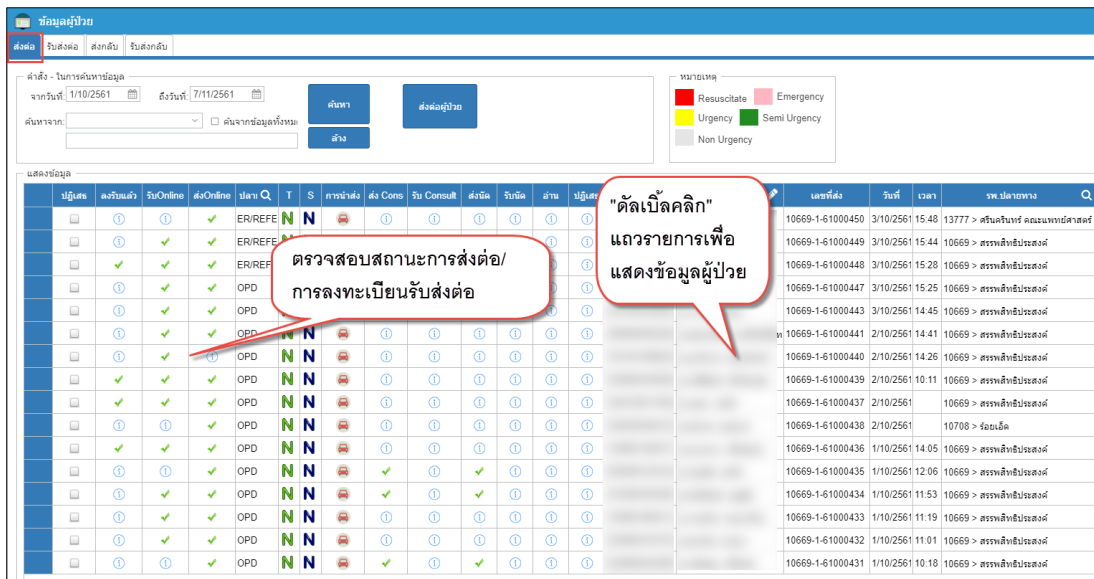 ข้อมูลผู้ป่วย
ส่งต่อ รับส่งต่อ ส่งกลับ รับส่งกลับ
คำสั่ง - ในการค้นหาข้อมูล
จากวันที่: 1/10/2561 ถึงวันที่: 7/11/2561
ค้นหา
ส่งต่อผู้ป่วย
ค้นหาจาก: ค้นจากข้อมูลทั้งหม
ล้าง
หมายเหตุ
Resuscitate Emergency
Urgency Semi Urgency
Non Urgency
แสดงข้อมูล
ปฏิเสธ ลงรับแล้ว รับOnline ส่งOnline ปลา T S การนำส่ง ส่ง Cons รับ Consult ส่งนัด รับนัด อ่าน ปฏิเส เลขที่ส่ง วันที่ เวลา รพ.ปลายทาง
ER/REFE N N 10669-1-61000450 3/10/2561 15:48 13777 > ศรีนครินทร์ คณะแพทย์ศาสตร์
ER/REFE 10669-1-61000449 3/10/2561 15:44 10669 > สรรพสิทธิประสงค์
ER/REF 10669-1-61000448 3/10/2561 15:28 10669 > สรรพสิทธิประสงค์
OPD 10669-1-61000447 3/10/2561 15:25 10669 > สรรพสิทธิประสงค์
OPD 10669-1-61000443 3/10/2561 14:45 10669 > สรรพสิทธิประสงค์
OPD N N 10669-1-61000441 2/10/2561 14:41 10669 > สรรพสิทธิประสงค์
OPD N N 10669-1-61000440 2/10/2561 14:26 10669 > สรรพสิทธิประสงค์
OPD N N 10669-1-61000439 2/10/2561 10:11 10669 > สรรพสิทธิประสงค์
OPD N N 10669-1-61000437 2/10/2561 10669 > สรรพสิทธิประสงค์
OPD N N 10669-1-61000438 2/10/2561 10708 > ร้อยเอ็ด
OPD N N 10669-1-61000436 1/10/2561 14:05 10669 > สรรพสิทธิประสงค์
OPD N N 10669-1-61000435 1/10/2561 12:06 10669 > สรรพสิทธิประสงค์
OPD N N 10669-1-61000434 1/10/2561 11:53 10669 > สรรพสิทธิประสงค์
OPD N N 10669-1-61000433 1/10/2561 11:19 10669 > สรรพสิทธิประสงค์
OPD N N 10669-1-61000432 1/10/2561 11:01 10669 > สรรพสิทธิประสงค์
OPD N N 10669-1-61000431 1/10/2561 10:18 10669 > สรรพสิทธิประสงค์
ตรวจสอบสถานะการส่งต่อ/
การลงทะเบียนรับส่งต่อ
"ดัลเบิ้ลคลิก"
แถวรายการเพื่อ
แสดงข้อมูลผู้ป่วย